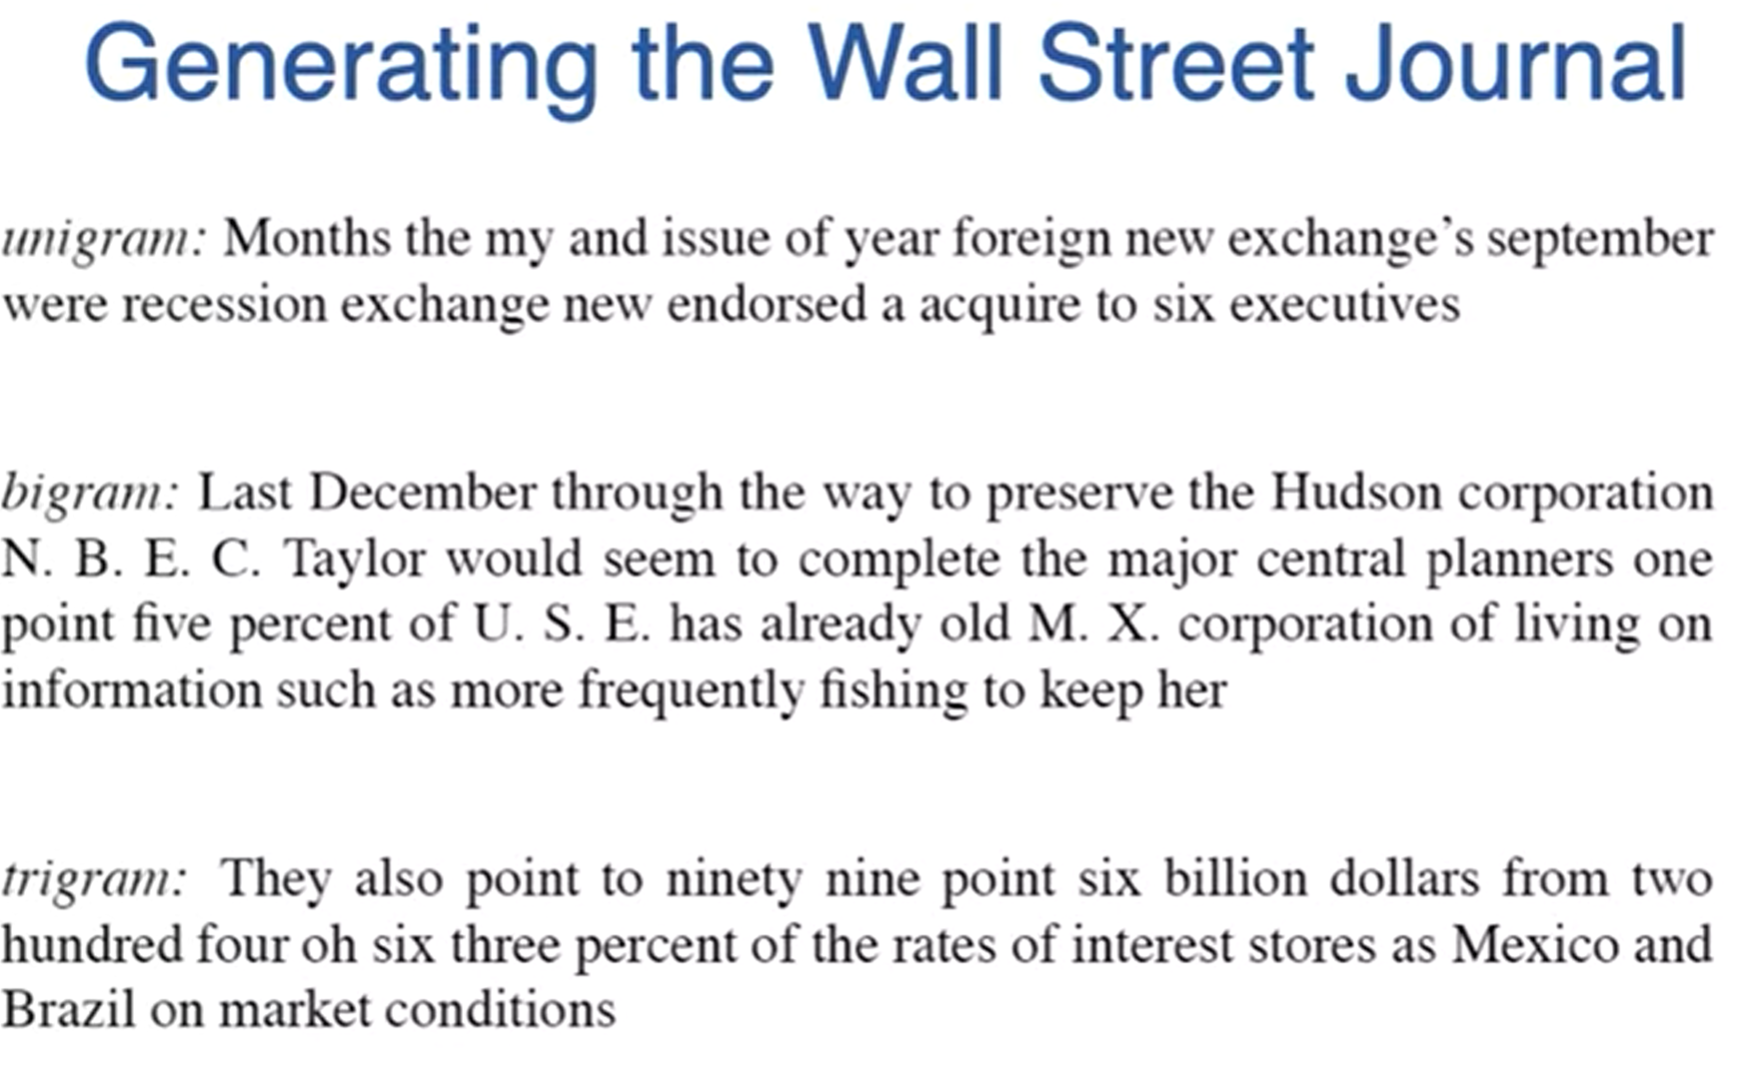 Generating the Wall Street Journal
unigram: Months the my and issue of year foreign new exchange’s september
were recession exchange new endorsed a acquire to six executives
bigram: Last December through the way to preserve the Hudson corporation
N. B. E. C. Taylor would seem to complete the major central planners one
point five percent of U. S. E. has already old M. X. corporation of living on
information such as more frequently fishing to keep her
trigram: They also point to ninety nine point six billion dollars from two
hundred four oh six three percent of the rates of interest stores as Mexico and
Brazil on market conditions